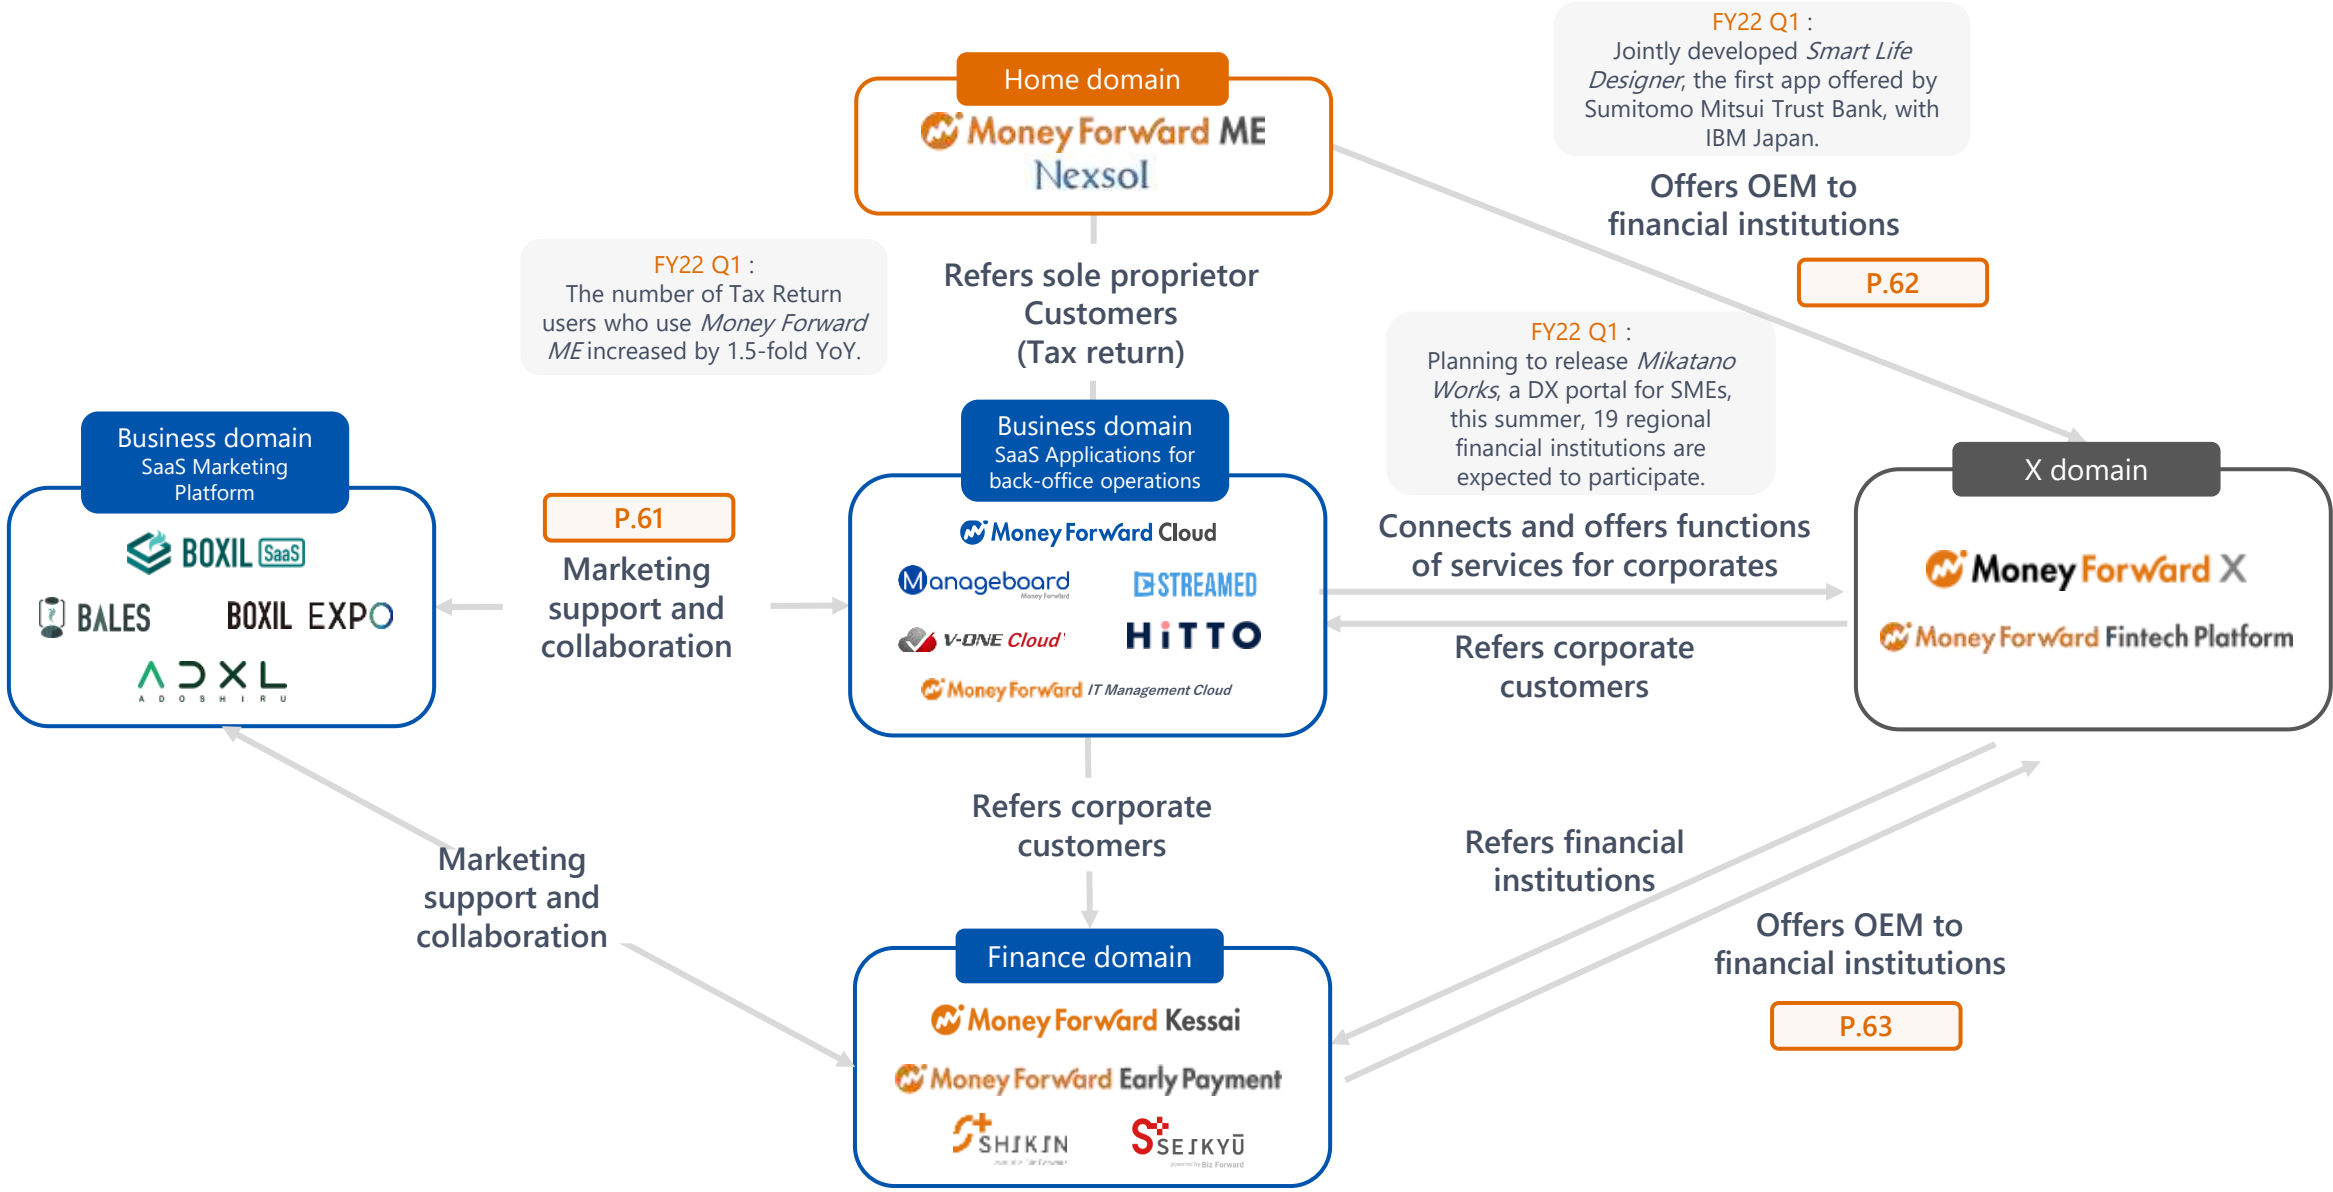 FY22 Q1 :
Jointly developed Smart Life
Designer, the first app offered by
Sumitomo Mitsui Trust Bank, with
IBM Japan.
Home domain
Money Forward ME
Nexsol
Offers OEM to
financial institutions
P.62
FY22 Q1 :
The number of Tax Return
users who use Money Forward
ME increased by 1.5-fold YoY.
Refers sole proprietor
Customers
(Tax return)
FY22 Q1 :
Planning to release Mikatano
Works, a DX portal for SMEs,
this summer, 19 regional
financial institutions are
expected to participate.
Business domain
SaaS Marketing
Platform
BOXIL SaaS
BALES
BOXIL EXPO
ADXL
ADOSHIRU
P.61
Marketing
support and
collaboration
Business domain
SaaS Applications for
back-office operations
Money Forward Cloud
Manageboard
Money Forward
STREAMED
V-ONE Cloud
HiTTO
Money Forward IT Management Cloud
Connects and offers functions
of services for corporates
Refers corporate
customers
X domain
Money Forward X
Money Forward Fintech Platform
Refers corporate
customers
Marketing
support and
collaboration
Refers financial
institutions
Offers OEM to
financial institutions
P.63
Finance domain
Money Forward Kessai
Money Forward Early Payment
SHIKIN
SEIKYŪ
powered by Biz Forward